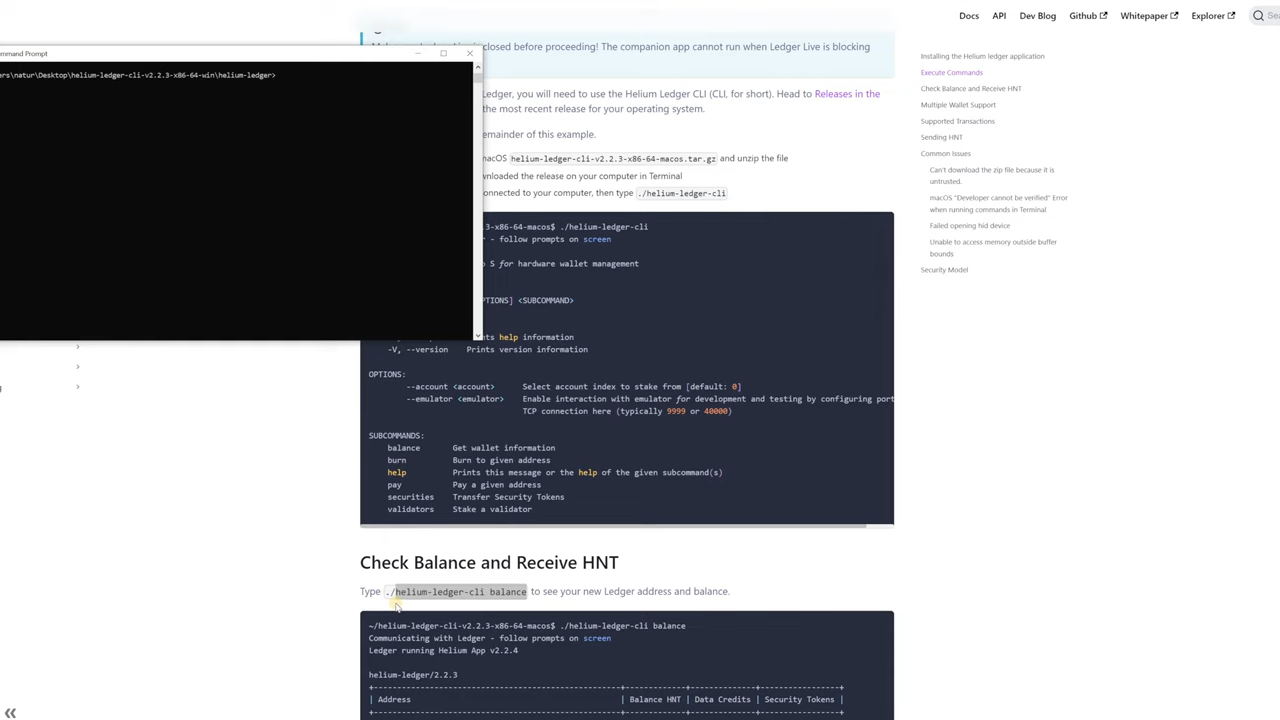 Docs API Dev Blog Github Whitepaper Explorer
mmand Prompt
ers\natur\Desktop\helium-ledger-cli-v2.2.3-x86-64-win\helium-ledger>
closed before proceeding! The companion app cannot run when Ledger Live is blocking
Ledger, you will need to use the Helium Ledger CLI (CLI, for short). Head to Releases in the
the most recent release for your operating system.
emainder of this example.
macOS helium-ledger-cli-v2.2.3-x86-64-macos.tar.gz and unzip the file
wnloaded the release on your computer in Terminal
onnected to your computer, then type ./helium-ledger-cli
.3-x86-64-macos$ ./helium-ledger-cli
r - follow prompts on screen
o S for hardware wallet management
PTIONS] <SUBCOMMAND>
nts help information
-V, --version Prints version information
OPTIONS:
--account <account> Select account index to stake from [default: 0]
--emulator <emulator> Enable interaction with emulator for development and testing by configuring port
TCP connection here (typically 9999 or 40000)
SUBCOMMANDS:
balance Get wallet information
burn Burn to given address
help Prints this message or the help of the given subcommand(s)
pay Pay a given address
securities Transfer Security Tokens
validators Stake a validator
Check Balance and Receive HNT
Type ./helium-ledger-cli balance to see your new Ledger address and balance.
~/helium-ledger-cli-v2.2.3-x86-64-macos$ ./helium-ledger-cli balance
Communicating with Ledger - follow prompts on screen
Ledger running Helium App v2.2.4
helium-ledger/2.2.3
+---------------------------------------+-------------+--------------+-----------------+
| Address | Balance HNT | Data Credits | Security Tokens |
Installing the Helium ledger application
Execute Commands
Check Balance and Receive HNT
Multiple Wallet Support
Supported Transactions
Sending HNT
Common Issues
Can't download the zip file because it is
untrusted.
macOS "Developer cannot be verified" Error
when running commands in Terminal
Failed opening hid device
Unable to access memory outside buffer
bounds
Security Model